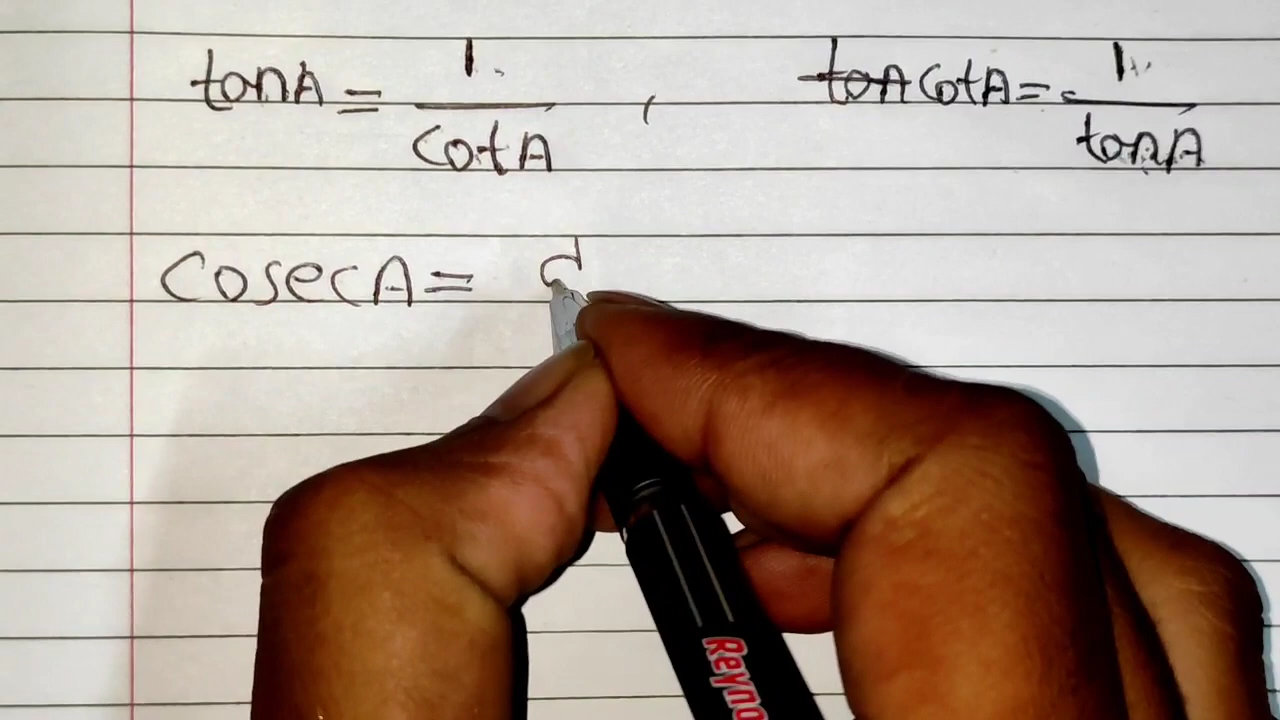 tanA = 1/cotA , tanA cotA = 1/tanA
cosecA =
Reyno